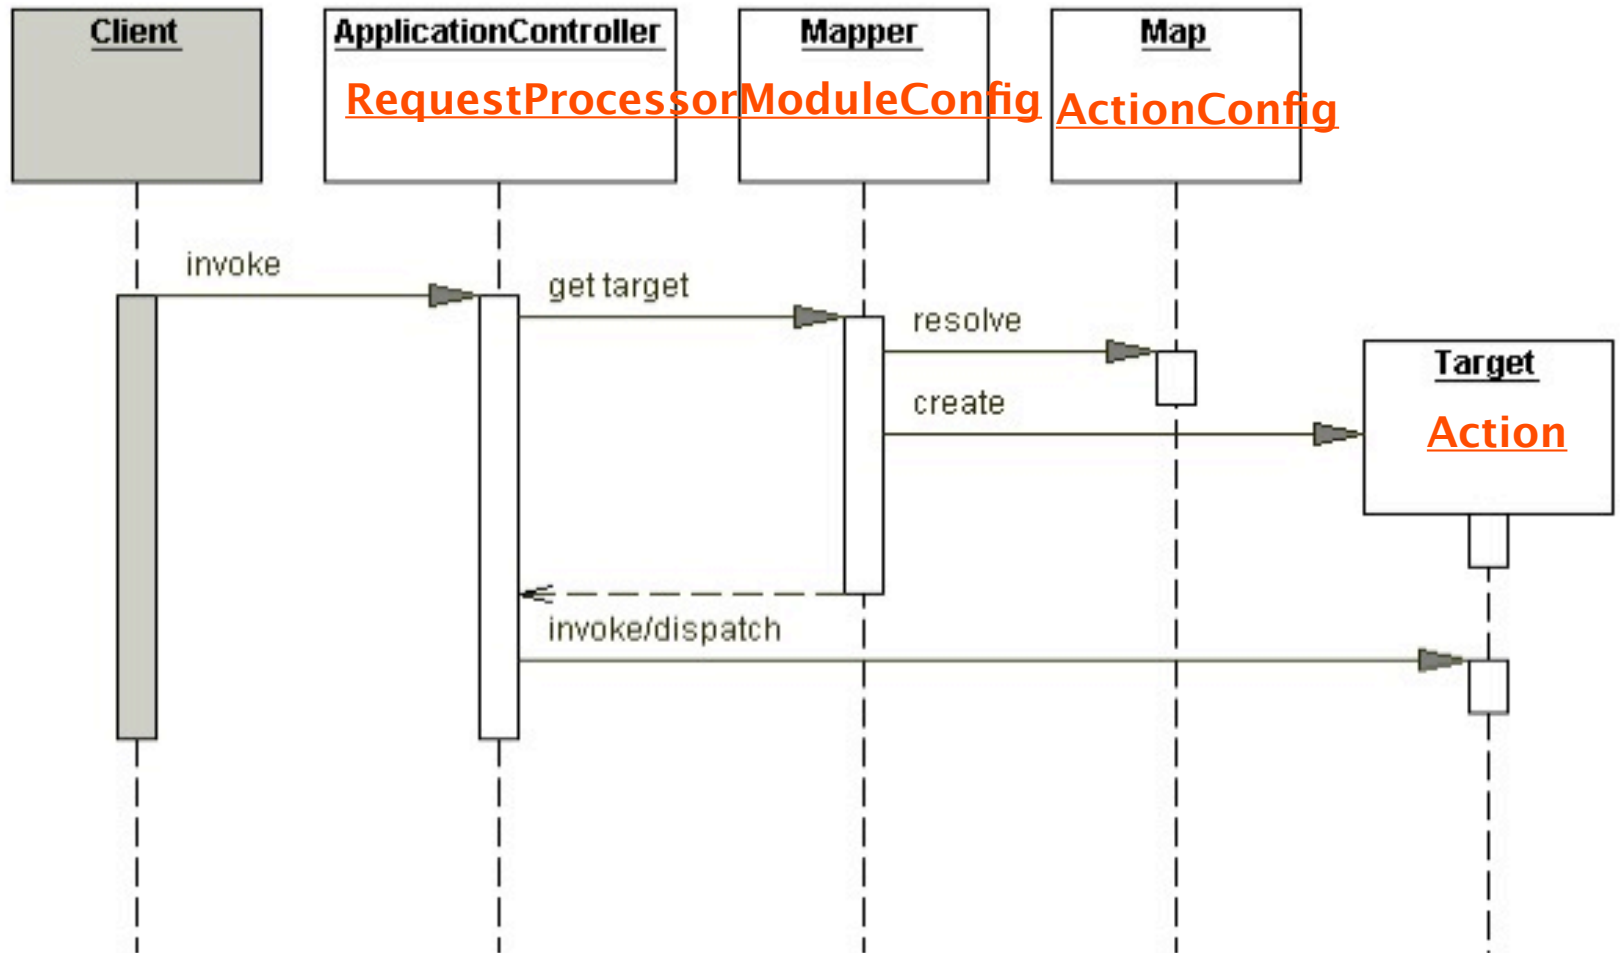 Client
ApplicationController
Mapper
Map
RequestProcessor
ModuleConfig
ActionConfig
invoke
get target
resolve
Target
create
Action
invoke/dispatch